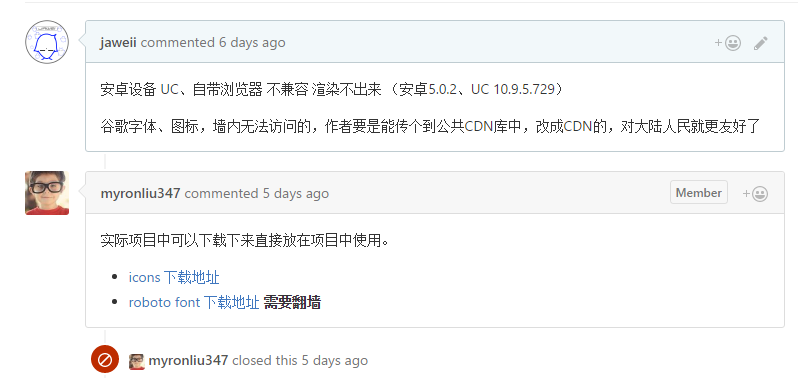 jaweii commented 6 days ago
安卓设备 UC、自带浏览器 不兼容 渲染不出来 （安卓5.0.2、UC 10.9.5.729）
谷歌字体、图标，墙内无法访问的，作者要是能传个到公共CDN库中，改成CDN的，对大陆人民就更友好了
myronliu347 commented 5 days ago Member
实际项目中可以下载下来直接放在项目中使用。
icons 下载地址
roboto font 下载地址 需要翻墙
myronliu347 closed this 5 days ago